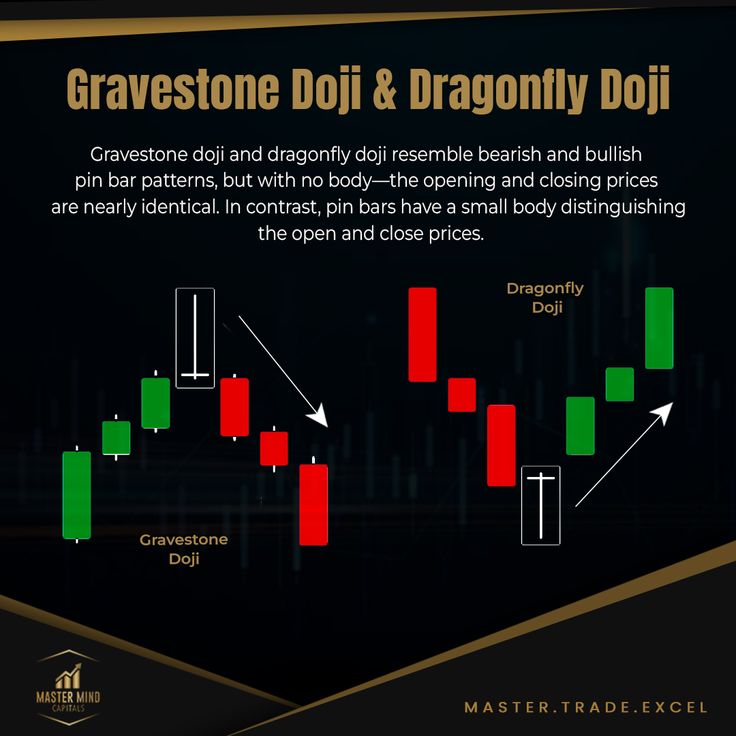 Gravestone Doji & Dragonfly Doji
Gravestone doji and dragonfly doji resemble bearish and bullish
pin bar patterns, but with no body—the opening and closing prices
are nearly identical. In contrast, pin bars have a small body distinguishing
the open and close prices.
Dragonfly
Doji
Gravestone
Doji
MASTER MIND
CAPITALS
MASTER.TRADE.EXCEL